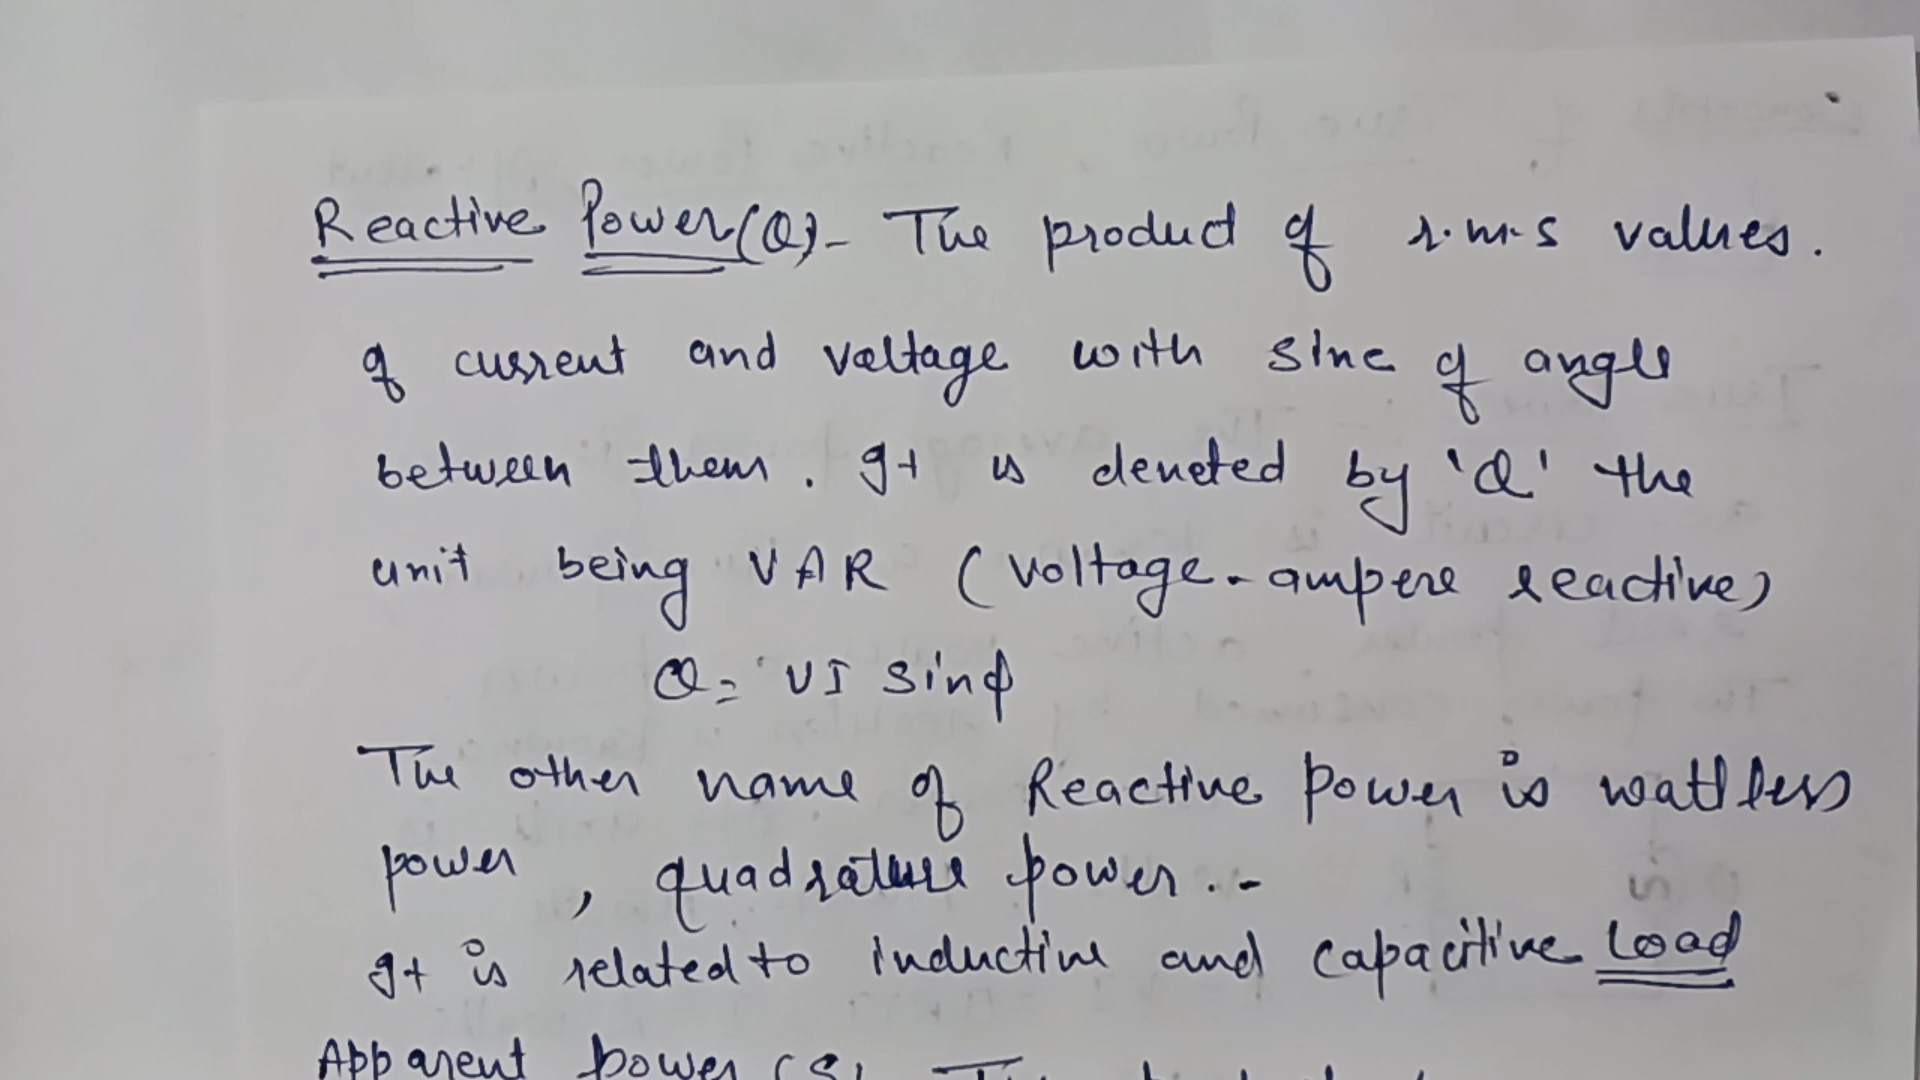 Reactive Power(Q)- The product of r.m.s values.
of current and voltage with sine of angle
between them. It is denoted by 'Q' the
unit being VAR (voltage-ampere reactive)
Q = VI sinϕ
The other name of Reactive Power is wattless
power, quadrature power.-
It is related to inductive and capacitive Load
Apparent power (S)